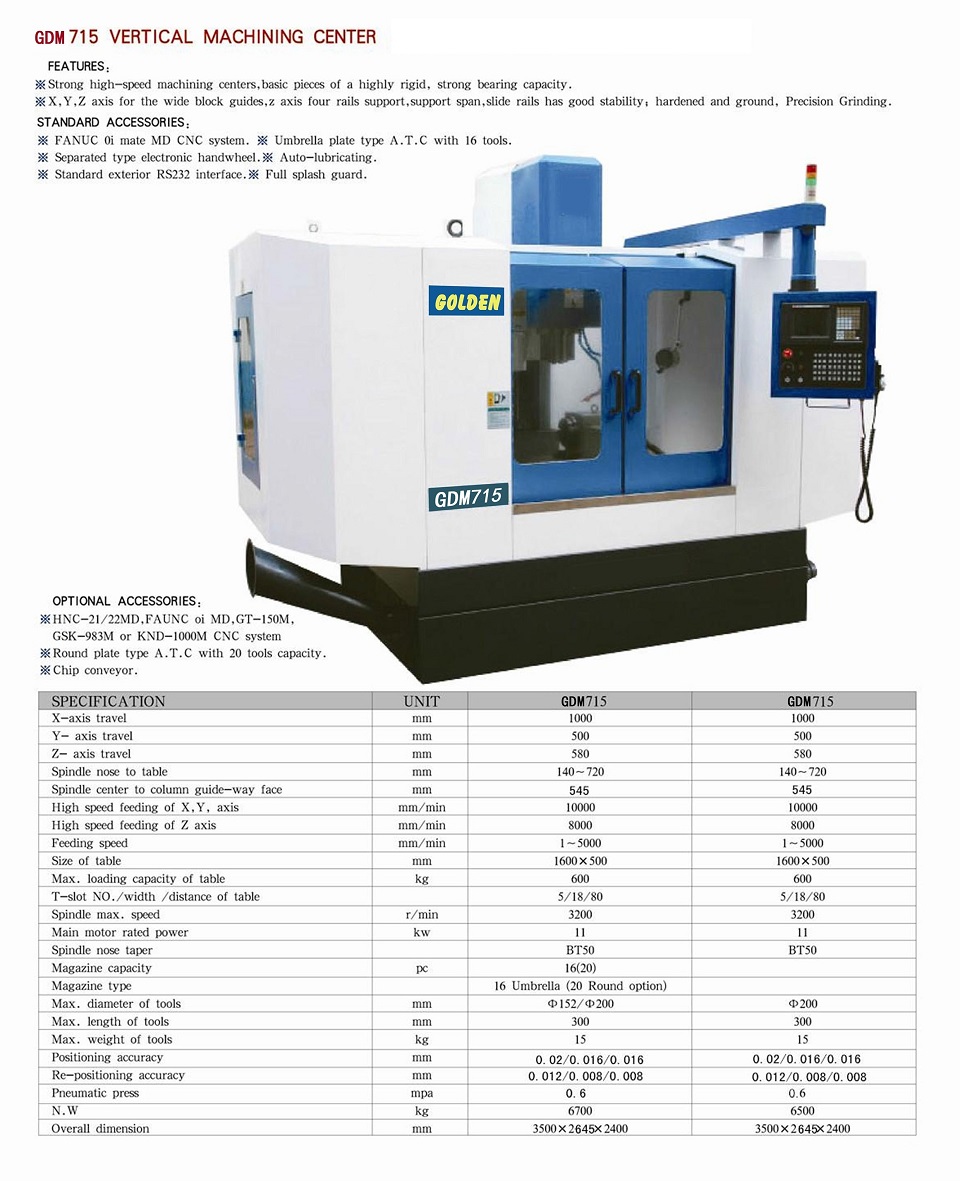 GDM 715 VERTICAL MACHINING CENTER
FEATURES:
※Strong high-speed machining centers,basic pieces of a highly rigid, strong bearing capacity.
※X,Y,Z axis for the wide block guides,z axis four rails support,support span,slide rails has good stability; hardened and ground, Precision Grinding.
STANDARD ACCESSORIES:
※ FANUC 0i mate MD CNC system. ※ Umbrella plate type A.T.C with 16 tools.
※ Separated type electronic handwheel.※ Auto-lubricating.
※ Standard exterior RS232 interface.※ Full splash guard.
GOLDEN
GDM715
OPTIONAL ACCESSORIES:
※HNC-21/22MD,FAUNC oi MD,GT-150M,
GSK-983M or KND-1000M CNC system
※Round plate type A.T.C with 20 tools capacity.
※Chip conveyor.
SPECIFICATION UNIT GDM715 GDM715
X-axis travel mm 1000 1000
Y- axis travel mm 500 500
Z- axis travel mm 580 580
Spindle nose to table mm 140~720 140~720
Spindle center to column guide-way face mm 545 545
High speed feeding of X,Y, axis mm/min 10000 10000
High speed feeding of Z axis mm/min 8000 8000
Feeding speed mm/min 1~5000 1~5000
Size of table mm 1600×500 1600×500
Max. loading capacity of table kg 600 600
T-slot NO./width /distance of table 5/18/80 5/18/80
Spindle max. speed r/min 3200 3200
Main motor rated power kw 11 11
Spindle nose taper BT50 BT50
Magazine capacity pc 16(20)
Magazine type 16 Umbrella (20 Round option)
Max. diameter of tools mm Φ152/Φ200 Φ200
Max. length of tools mm 300 300
Max. weight of tools kg 15 15
Positioning accuracy mm 0.02/0.016/0.016 0.02/0.016/0.016
Re-positioning accuracy mm 0.012/0.008/0.008 0.012/0.008/0.008
Pneumatic press mpa 0.6 0.6
N.W kg 6700 6500
Overall dimension mm 3500×2645×2400 3500×2645×2400